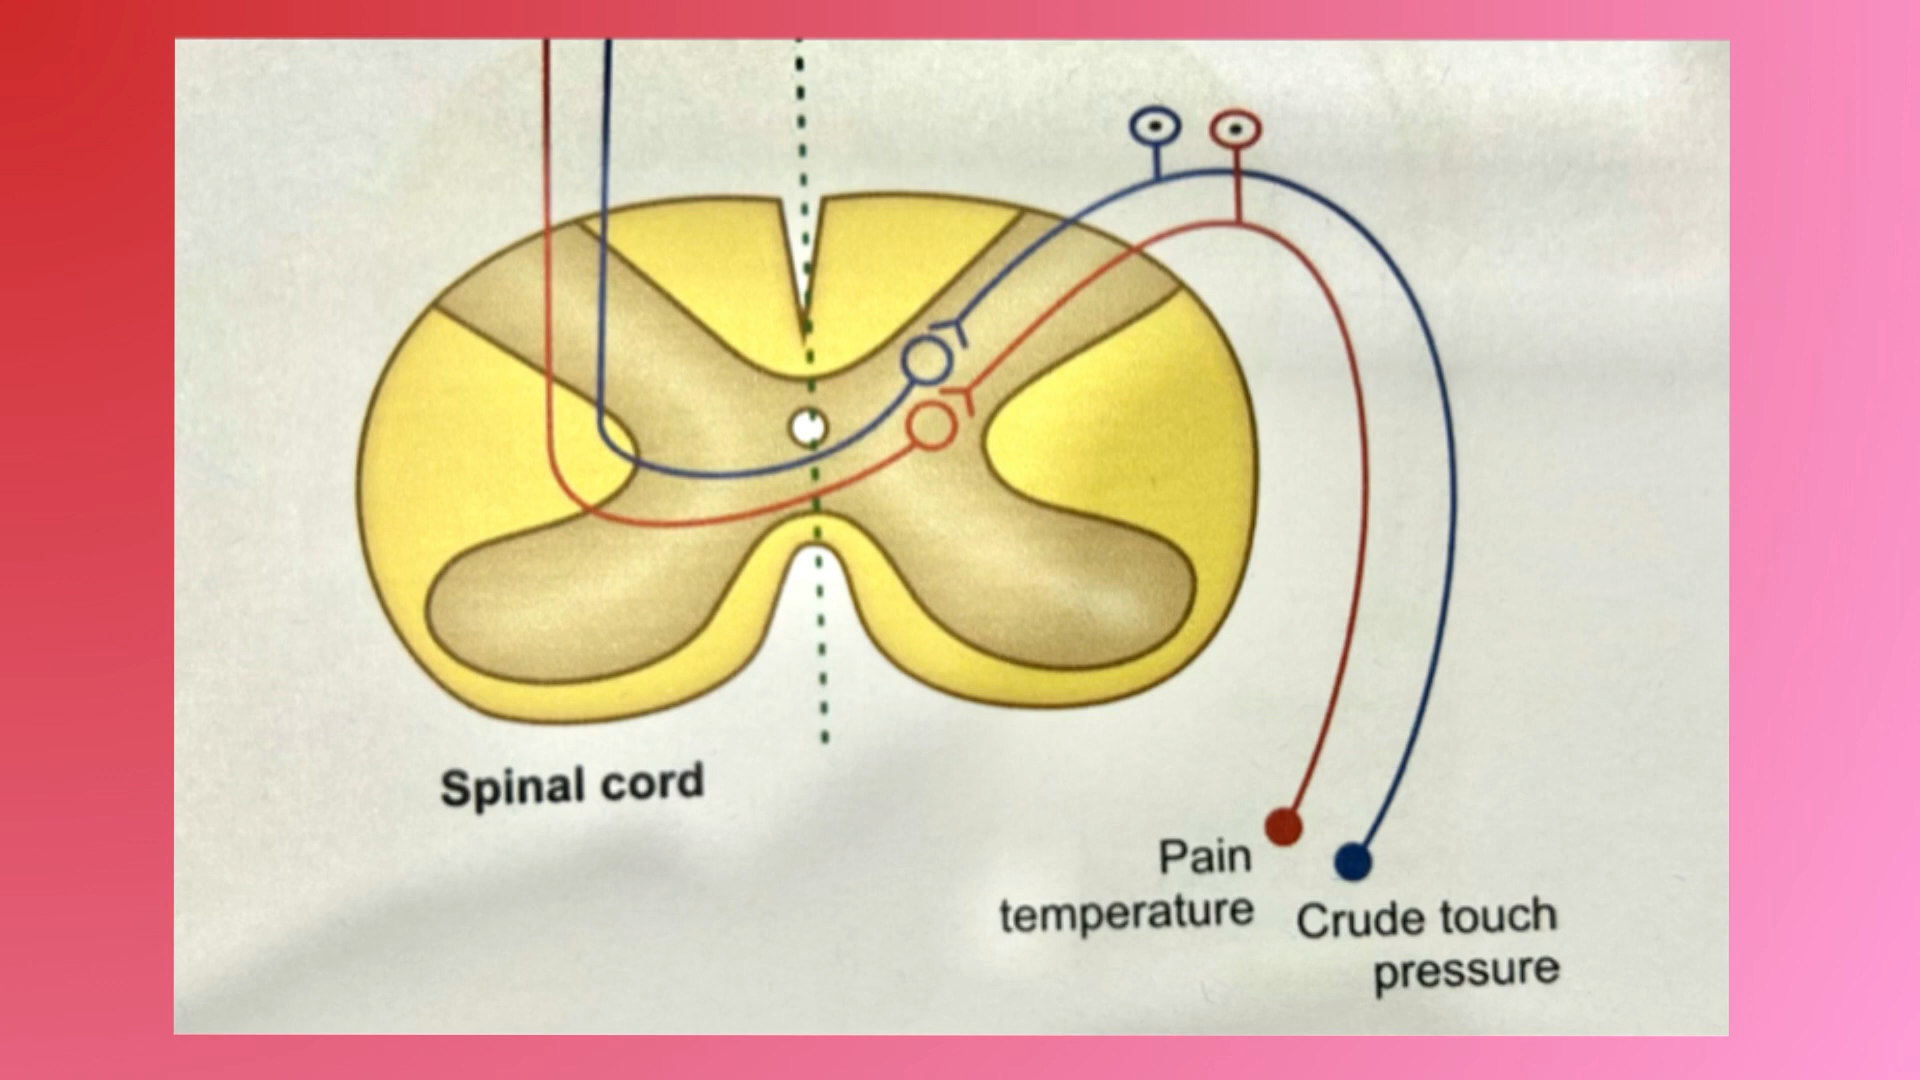 Spinal cord
Pain
temperature
Crude touch
pressure